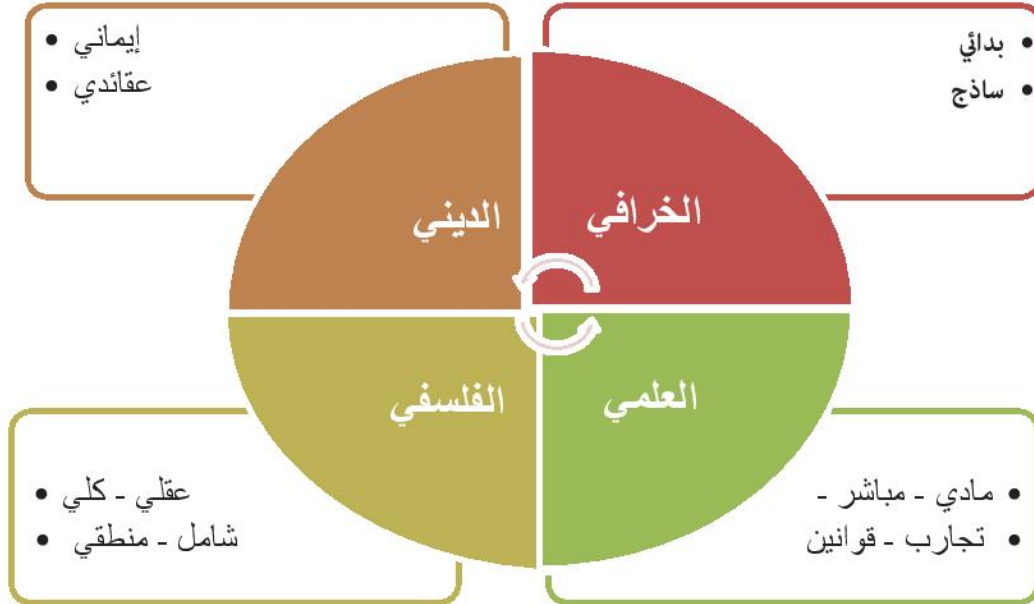 • بدائي
• ساذج
• إيماني
• عقائدي
الخرافي
الديني
العلمي
الفلسفي
• مادي - مباشر -
• تجارب - قوانين
• عقلي - كلي
• شامل - منطقي